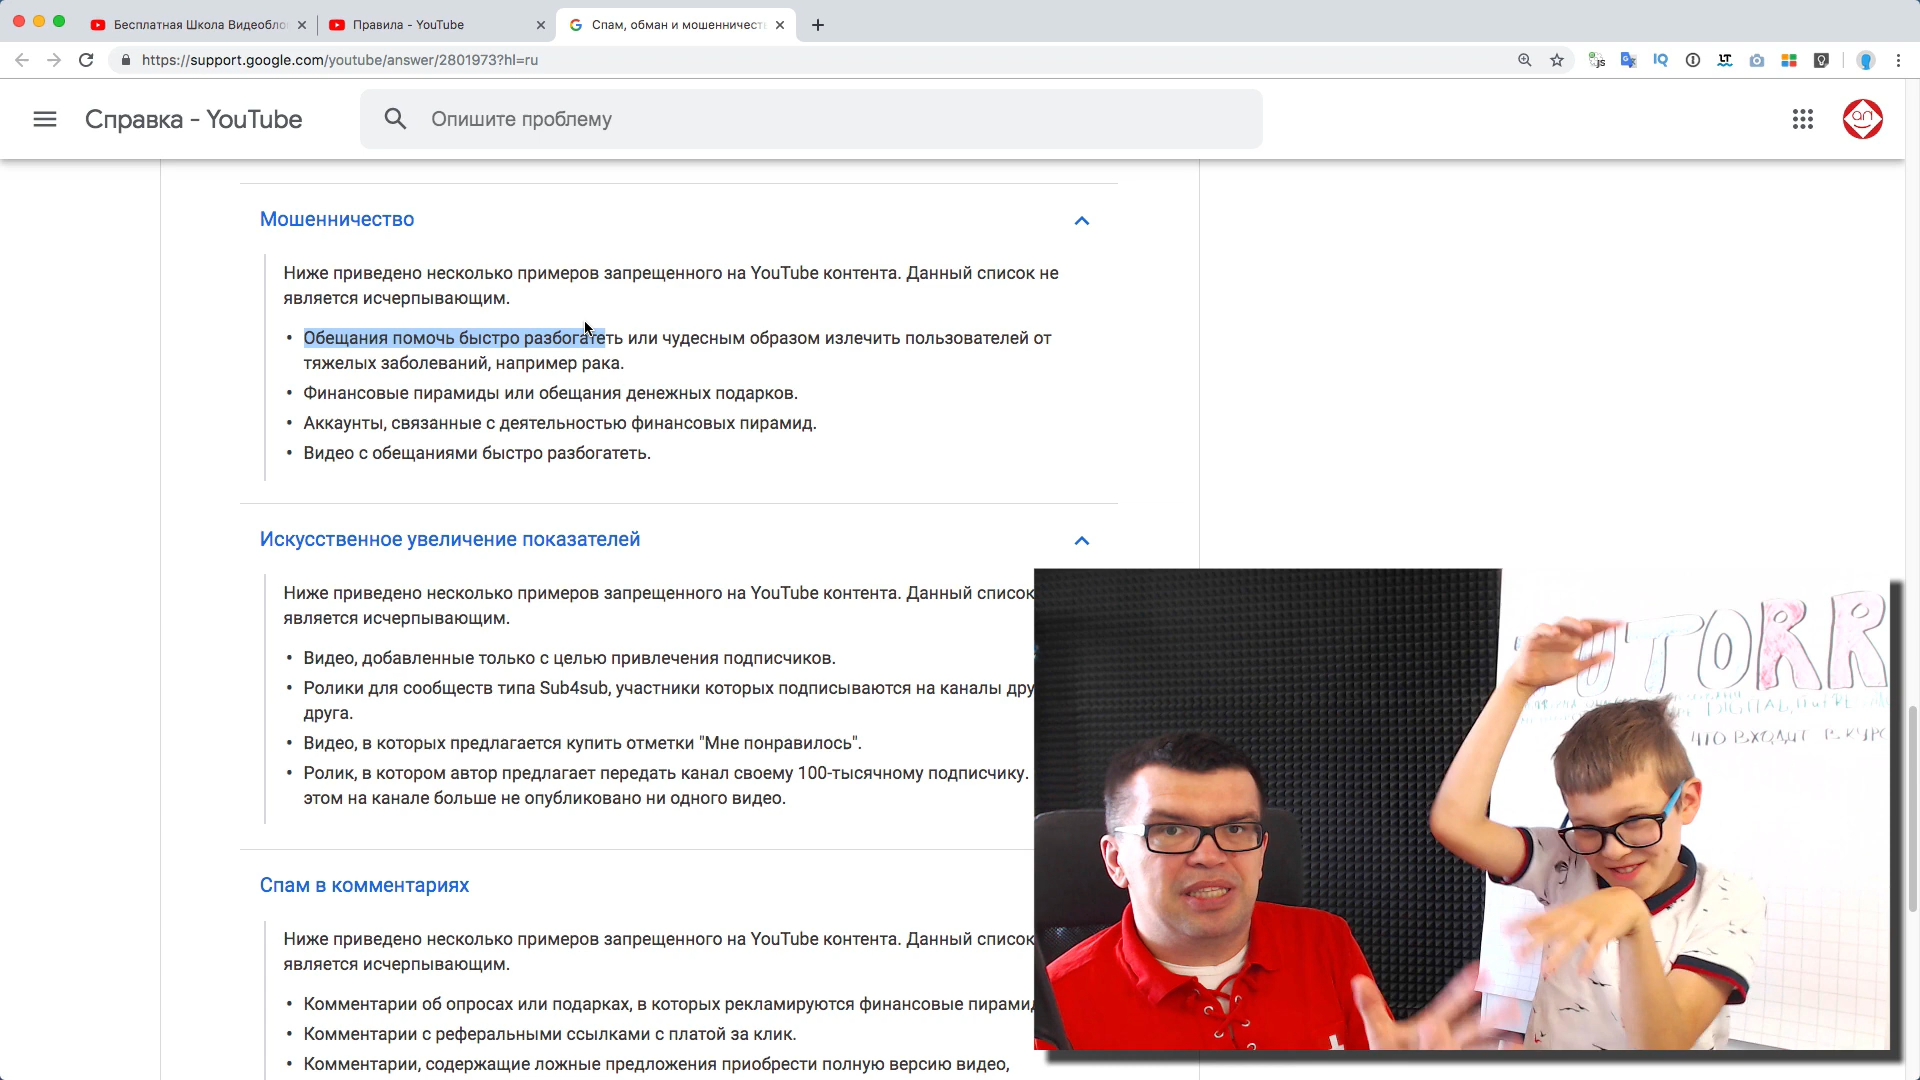 Бесплатная Школа Видеобло
Правила - YouTube
Спам, обман и мошенничест
https://support.google.com/youtube/answer/2801973?hl=ru
Справка - YouTube
Опишите проблему
Мошенничество
Ниже приведено несколько примеров запрещенного на YouTube контента. Данный список не
является исчерпывающим.
• Обещания помочь быстро разбогатеть или чудесным образом излечить пользователей от
тяжелых заболеваний, например рака.
• Финансовые пирамиды или обещания денежных подарков.
• Аккаунты, связанные с деятельностью финансовых пирамид.
• Видео с обещаниями быстро разбогатеть.
Искусственное увеличение показателей
Ниже приведено несколько примеров запрещенного на YouTube контента. Данный список
является исчерпывающим.
• Видео, добавленные только с целью привлечения подписчиков.
• Ролики для сообществ типа Sub4sub, участники которых подписываются на каналы дру
друга.
• Видео, в которых предлагается купить отметки "Мне понравилось".
• Ролик, в котором автор предлагает передать канал своему 100-тысячному подписчику.
этом на канале больше не опубликовано ни одного видео.
Спам в комментариях
Ниже приведено несколько примеров запрещенного на YouTube контента. Данный список
является исчерпывающим.
• Комментарии об опросах или подарках, в которых рекламируются финансовые пирами
• Комментарии с реферальными ссылками с платой за клик.
• Комментарии, содержащие ложные предложения приобрести полную версию видео,
UTORR
DIGITAL
ЧТО ВХОДИТ В КУРС